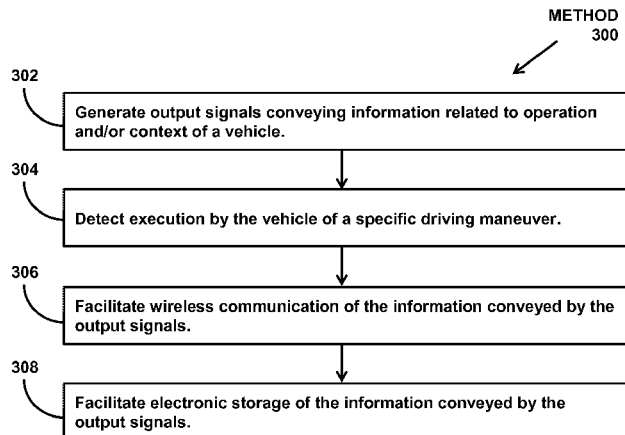 METHOD
300
302
Generate output signals conveying information related to operation
and/or context of a vehicle.
304
Detect execution by the vehicle of a specific driving maneuver.
306
Facilitate wireless communication of the information conveyed by the
output signals.
308
Facilitate electronic storage of the information conveyed by the
output signals.